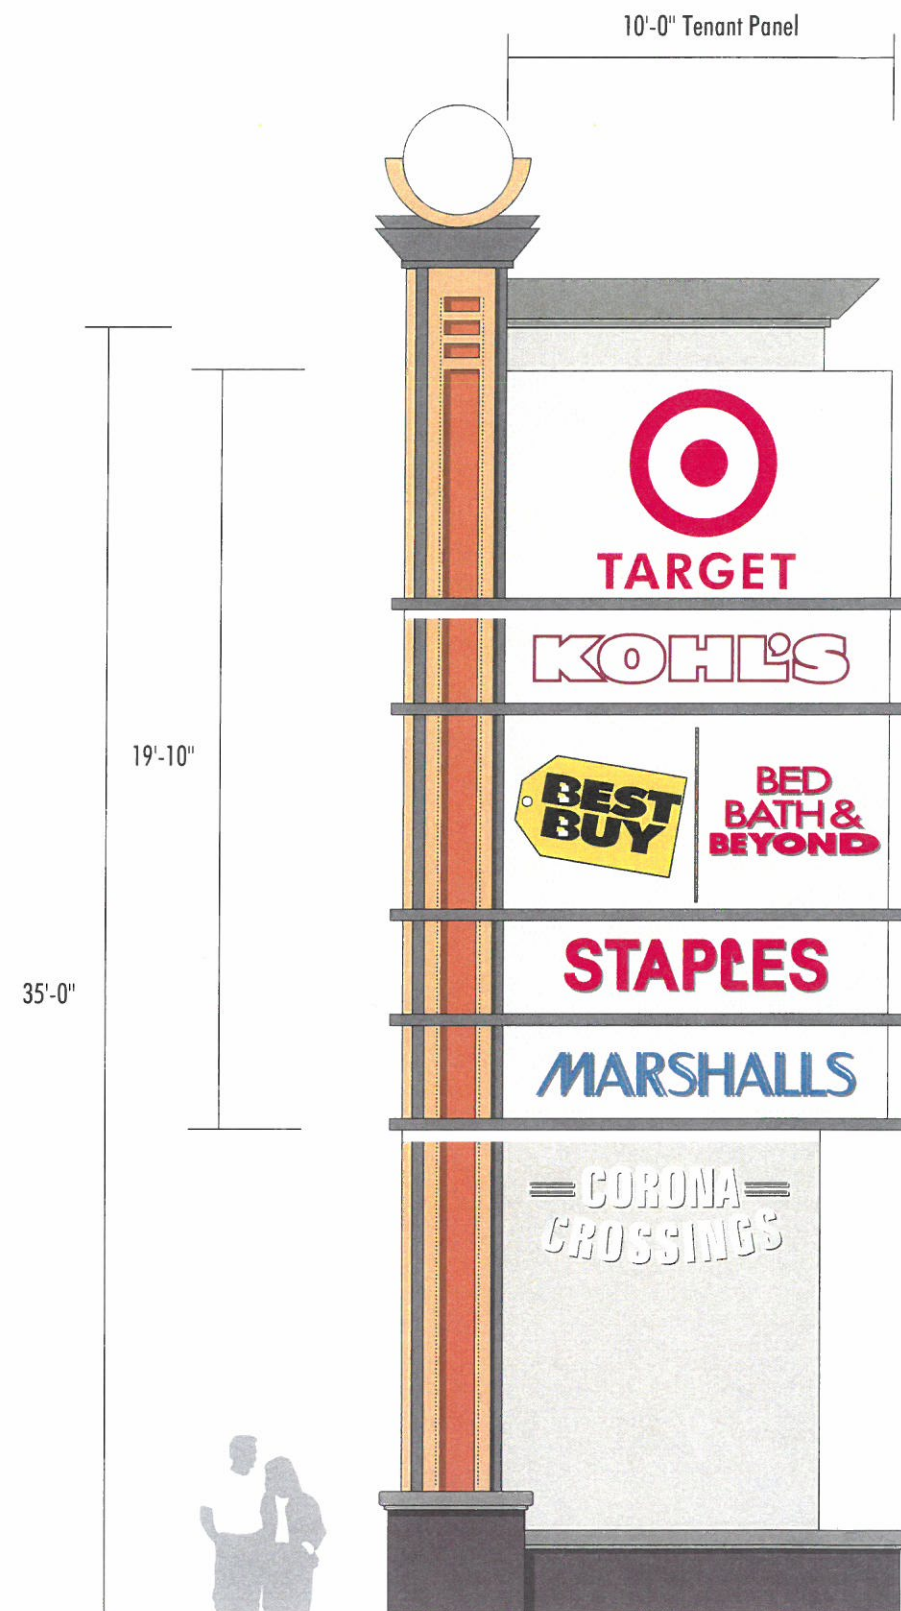 10'-0" Tenant Panel
TARGET
KOHL'S
BEST
BUY
BED
BATH &
BEYOND
19'-10"
STAPLES
35'-0"
MARSHALLS
CORONA
CROSSINGS